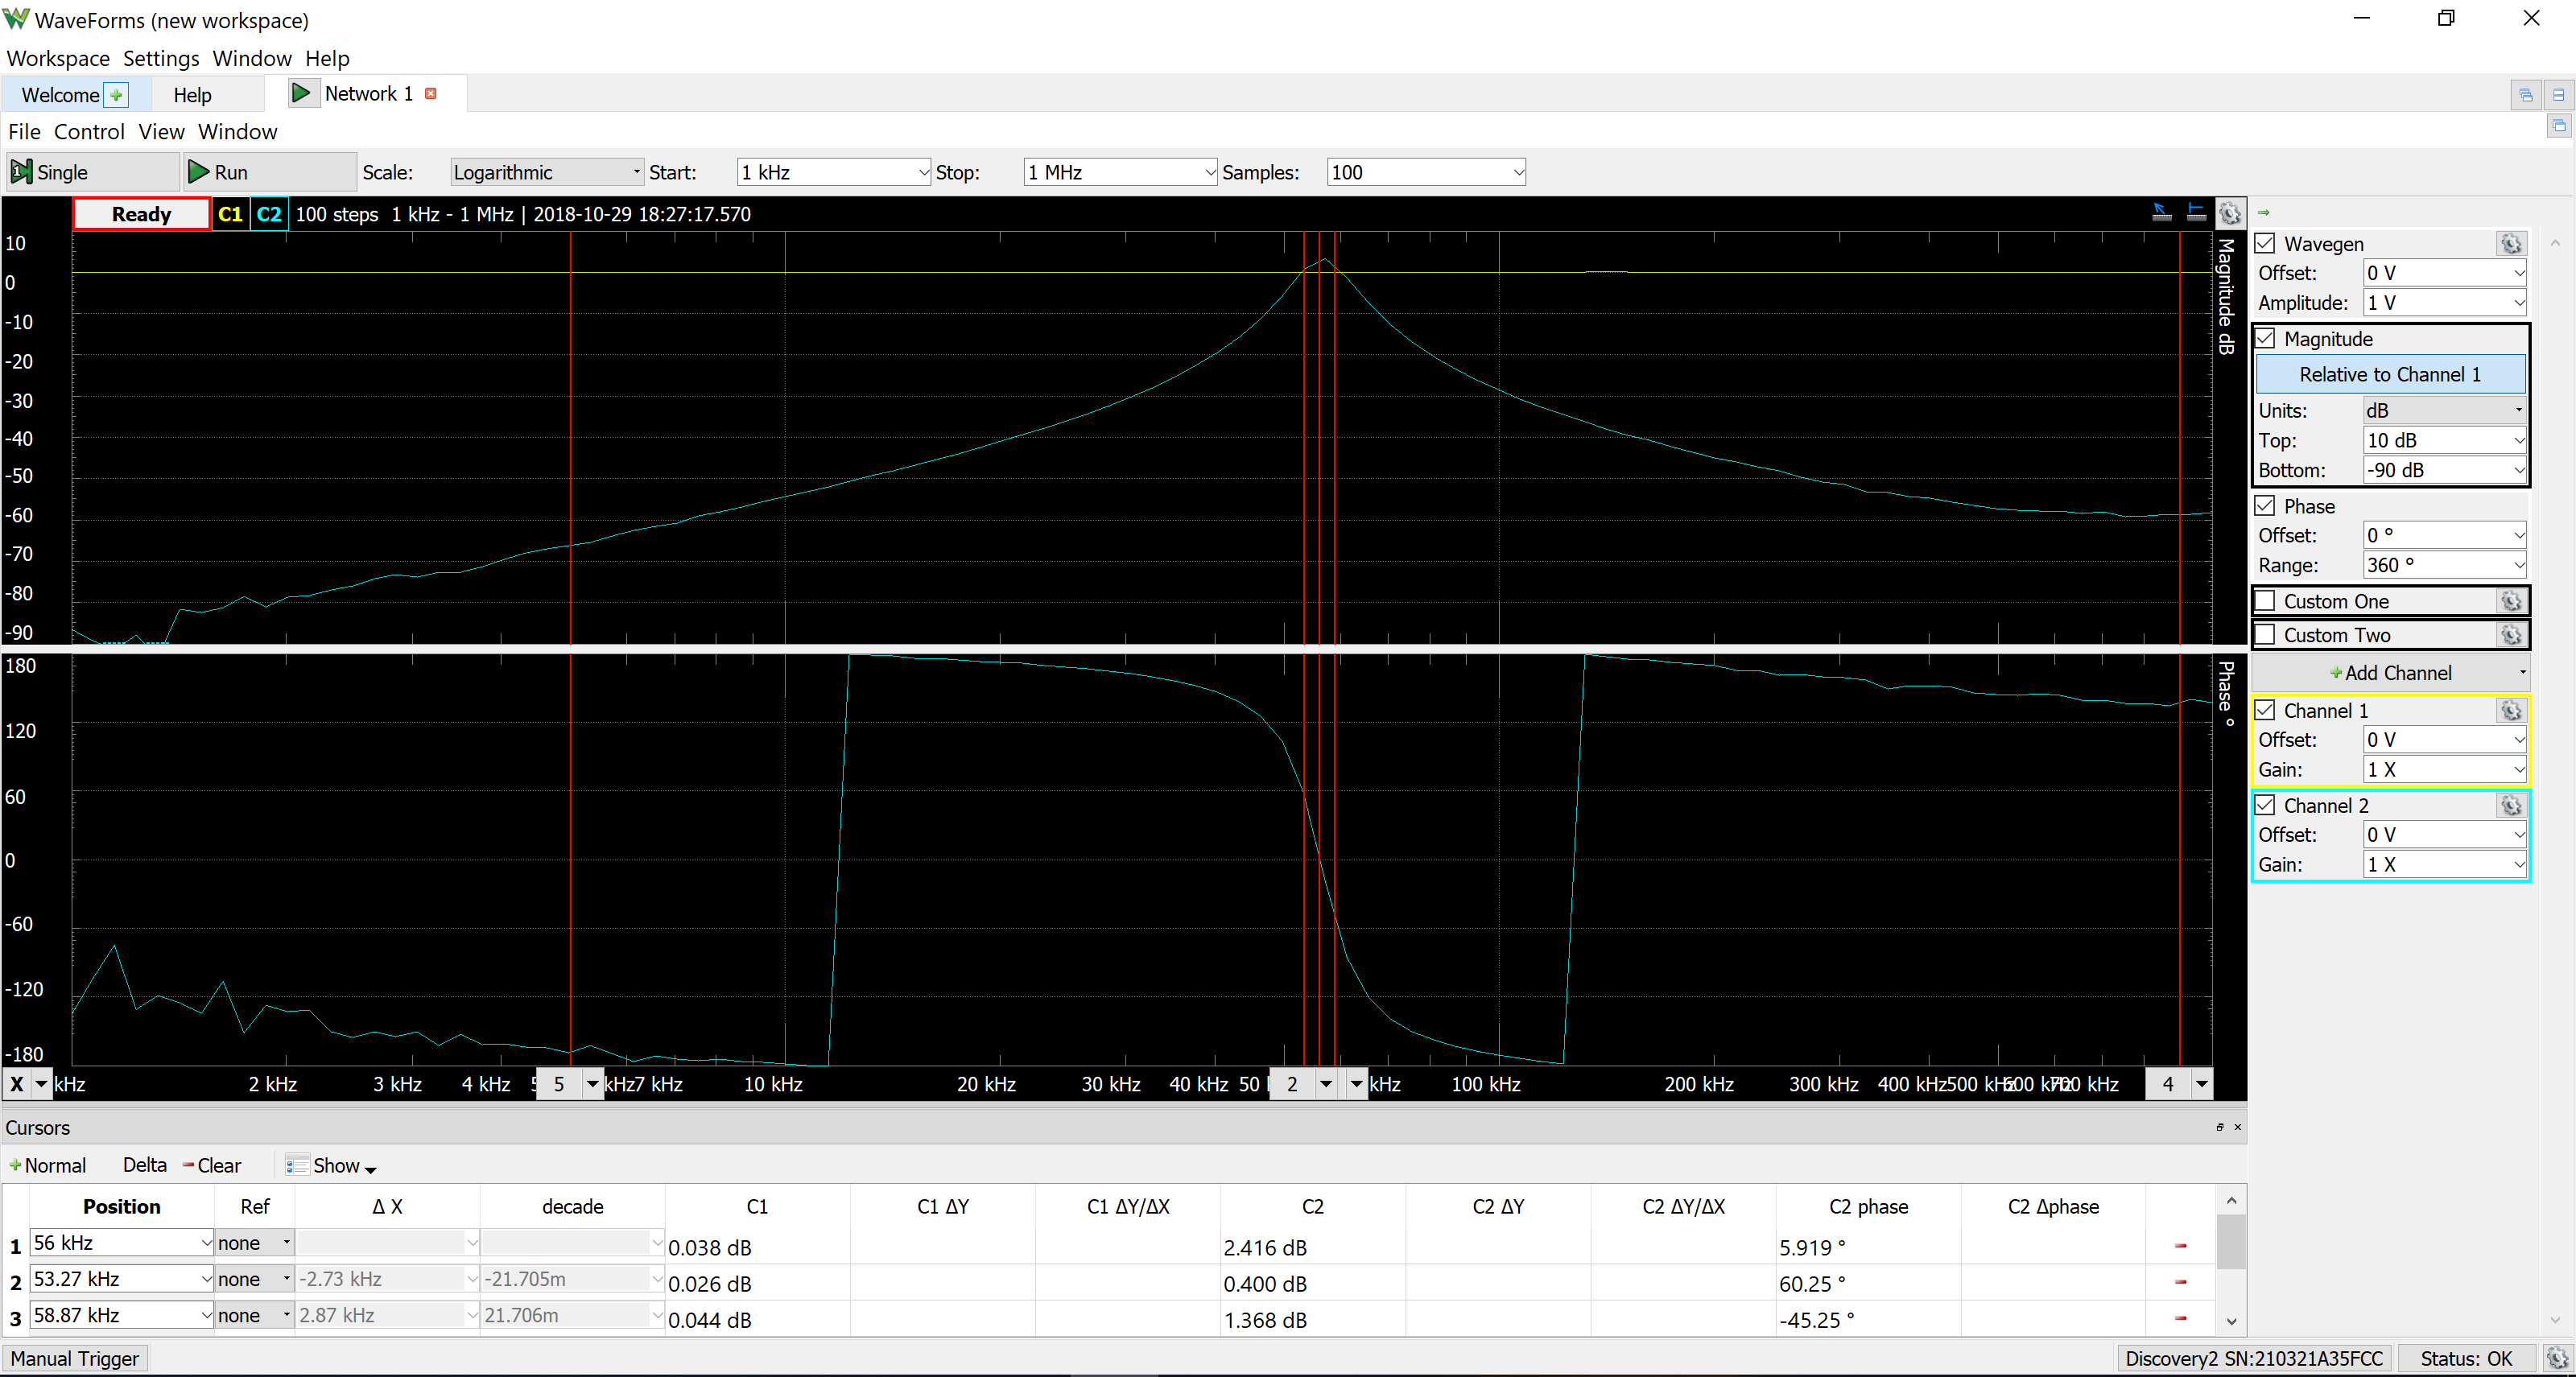 WaveForms (new workspace)
Workspace Settings Window Help
Welcome Help Network 1
File Control View Window
Single Run Scale: Logarithmic Start: 1 kHz Stop: 1 MHz Samples: 100
Ready C1 C2 100 steps 1 kHz - 1 MHz | 2018-10-29 18:27:17.570
10
0
-10
-20
-30
-40
-50
-60
-70
-80
-90
Magnitude dB
180
120
60
0
-60
-120
-180
Phase °
X kHz 2 kHz 3 kHz 4 kHz 5 kHz7 kHz 10 kHz 20 kHz 30 kHz 40 kHz 50 2 kHz 100 kHz 200 kHz 300 kHz 400 kHz 500 kHz 600 kHz 700 kHz 4
Wavegen
Offset: 0 V
Amplitude: 1 V
Magnitude
Relative to Channel 1
Units: dB
Top: 10 dB
Bottom: -90 dB
Phase
Offset: 0 °
Range: 360 °
Custom One
Custom Two
Add Channel
Channel 1
Offset: 0 V
Gain: 1 X
Channel 2
Offset: 0 V
Gain: 1 X
Cursors
Normal Delta Clear Show
Position Ref Δ X decade C1 C1 ΔY C1 ΔY/ΔX C2 C2 ΔY C2 ΔY/ΔX C2 phase C2 Δphase
1 56 kHz none 0.038 dB 2.416 dB 5.919 °
2 53.27 kHz none -2.73 kHz -21.705m 0.026 dB 0.400 dB 60.25 °
3 58.87 kHz none 2.87 kHz 21.706m 0.044 dB 1.368 dB -45.25 °
Manual Trigger Discovery2 SN:210321A35FCC Status: OK